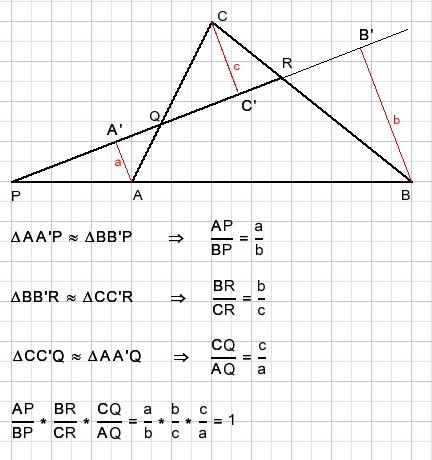 C
B'
R
c
C'
Q
A'
b
a
P A B
ΔAA'P ≈ ΔBB'P ⇒ AP/BP = a/b
ΔBB'R ≈ ΔCC'R ⇒ BR/CR = b/c
ΔCC'Q ≈ ΔAA'Q ⇒ CQ/AQ = c/a
AP/BP * BR/CR * CQ/AQ = a/b * b/c * c/a = 1